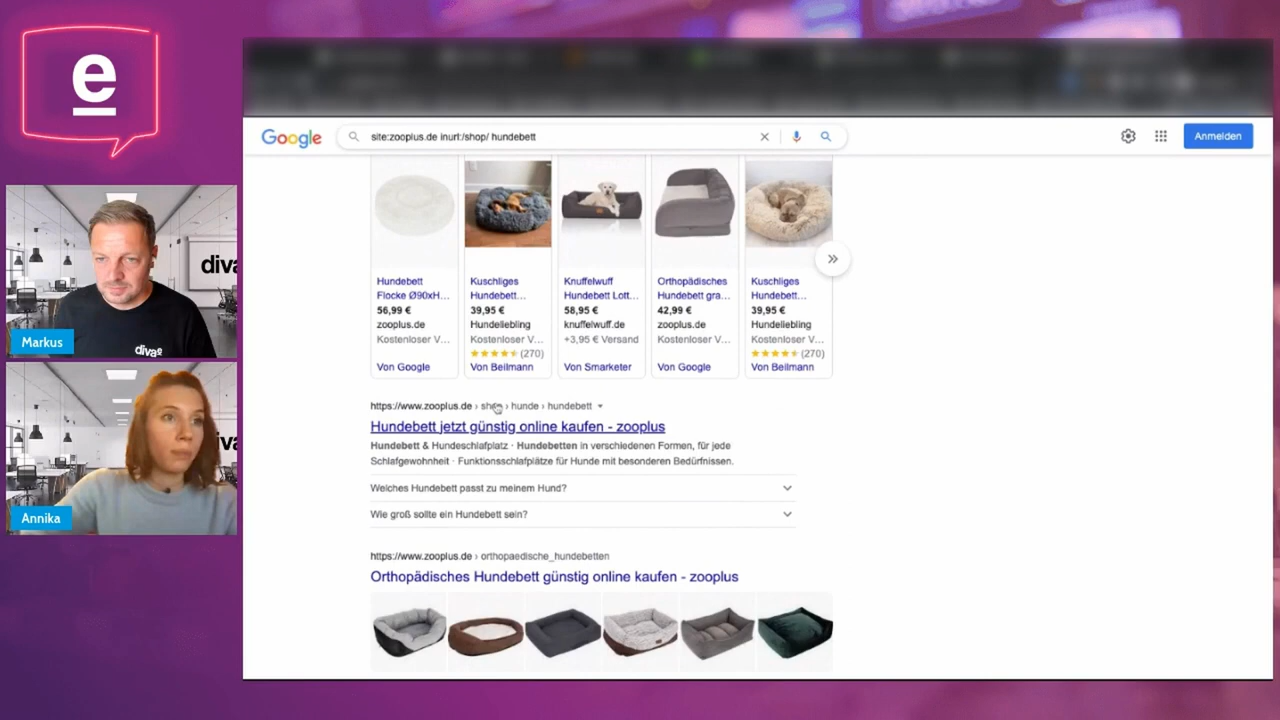 e
diva
diva
Markus
iva
Annika
Google
site:zooplus.de inurl:/shop/ hundebett
Anmelden
Hundebett
Flocke Ø90xH...
56,99 €
zooplus.de
Kostenloser V...
Von Google
Kuschliges
Hundebett...
39,95 €
Hundeliebling
Kostenloser V...
(270)
Von Beilmann
Knuffelwuff
Hundebett Lott...
58,95 €
knuffelwuff.de
+3,95 € Versand
Von Smarketer
Orthopädisches
Hundebett gra...
42,99 €
zooplus.de
Kostenloser V...
Von Google
Kuschliges
Hundebett...
39,95 €
Hundeliebling
Kostenloser V...
(270)
Von Beilmann
https://www.zooplus.de › shop › hunde › hundebett
Hundebett jetzt günstig online kaufen - zooplus
Hundebett & Hundeschlafplatz · Hundebetten in verschiedenen Formen, für jede
Schlafgewohnheit · Funktionsschlafplätze für Hunde mit besonderen Bedürfnissen.
Welches Hundebett passt zu meinem Hund?
Wie groß sollte ein Hundebett sein?
https://www.zooplus.de › orthopaedische_hundebetten
Orthopädisches Hundebett günstig online kaufen - zooplus